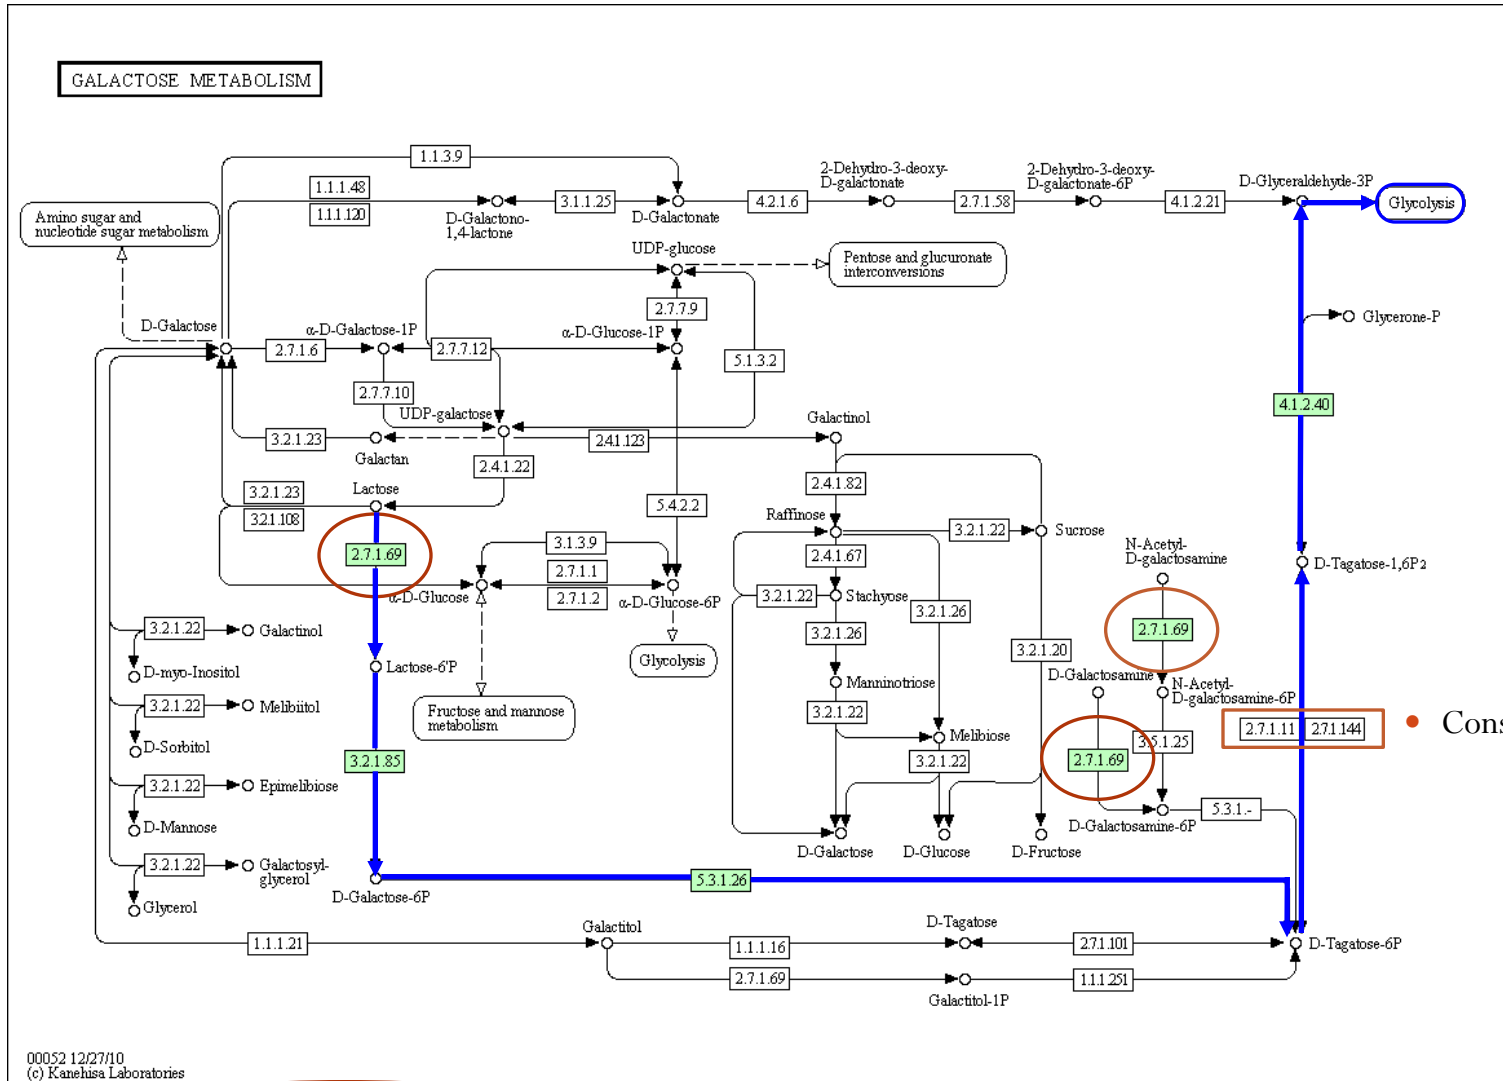 GALACTOSE METABOLISM
1.1.3.9
1.1.1.48
1.1.1.120
2-Dehydro-3-deoxy-
D-galactonate
2-Dehydro-3-deoxy-
D-galactonate-6P
D-Glyceraldehyde-3P
Amino sugar and
nucleotide sugar metabolism
D-Galactono-
1,4-lactone
3.1.1.25
D-Galactonate
4.2.1.6
2.7.1.58
4.1.2.21
Glycolysis
UDP-glucose
Pentose and glucuronate
interconversions
2.7.7.9
D-Galactose
α-D-Galactose-1P
α-D-Glucose-1P
Glycerone-P
2.7.1.6
2.7.7.12
5.1.3.2
2.7.7.10
4.1.2.40
UDP-galactose
Galactinol
3.2.1.23
Galactan
2.4.1.123
2.4.1.22
2.4.1.82
Lactose
3.2.1.23
3.2.1.108
5.4.2.2
Raffinose
3.2.1.22
Sucrose
2.7.1.69
3.1.3.9
2.4.1.67
N-Acetyl-
D-galactosamine
D-Tagatose-1,6P2
2.7.1.1
2.7.1.2
α-D-Glucose
α-D-Glucose-6P
3.2.1.22
Stachyose
3.2.1.26
3.2.1.22
Galactinol
3.2.1.26
2.7.1.69
D-myo-Inositol
Lactose-6'P
Glycolysis
3.2.1.20
Manninotriose
D-Galactosamine
N-Acetyl-
D-galactosamine-6P
3.2.1.22
Melibiitol
Fructose and mannose
metabolism
3.2.1.22
2.7.1.11
2.7.1.144
• Cons
D-Sorbitol
Melibiose
3.5.1.25
3.2.1.85
3.2.1.22
2.7.1.69
3.2.1.22
Epimelibiose
D-Mannose
D-Galactosamine-6P
5.3.1.-
D-Galactose
D-Glucose
D-Fructose
3.2.1.22
Galactosyl-
glycerol
5.3.1.26
D-Galactose-6P
Glycerol
Galactitol
D-Tagatose
1.1.1.21
1.1.1.16
2.7.1.101
D-Tagatose-6P
2.7.1.69
Galactitol-1P
1.1.1.251
00052 12/27/10
(c) Kanehisa Laboratories